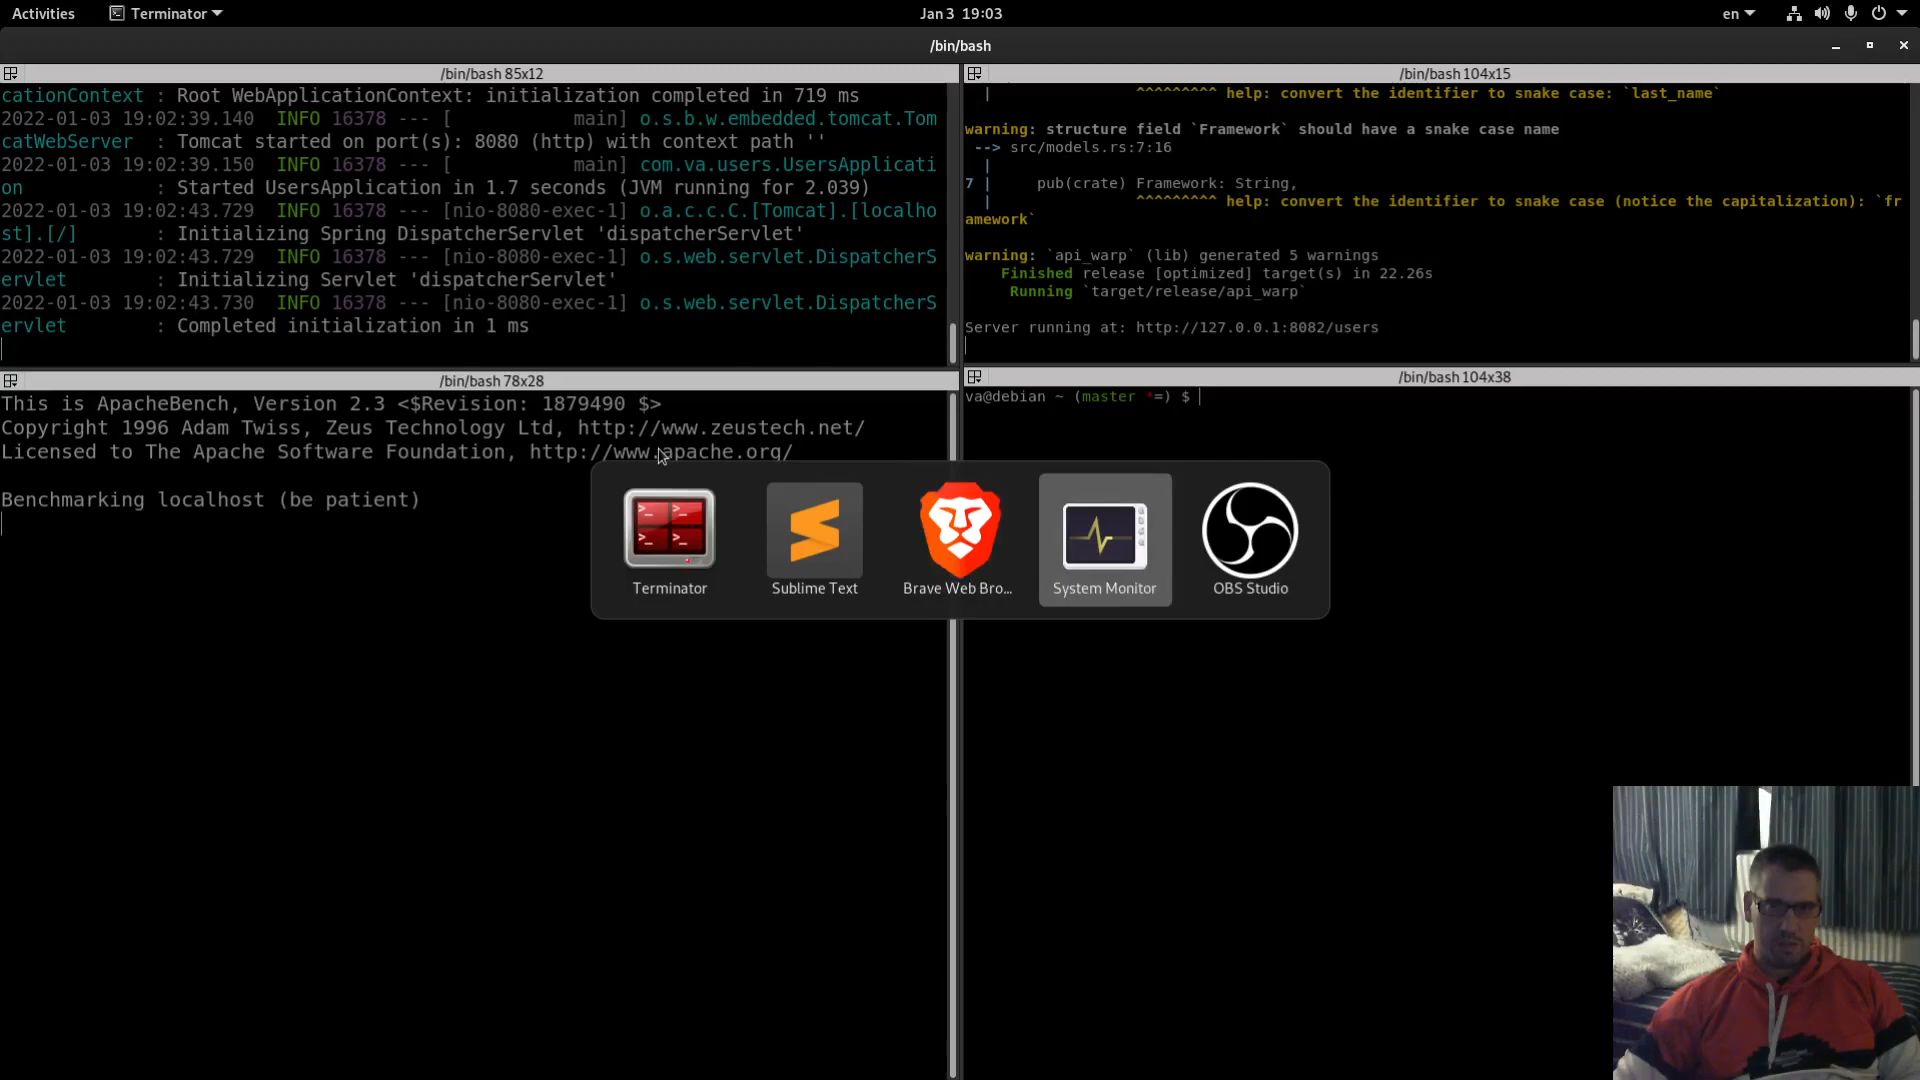 Activities
Terminator
Jan 3 19:03
en
/bin/bash
/bin/bash 85x12
cationContext : Root WebApplicationContext: initialization completed in 719 ms
2022-01-03 19:02:39.140  INFO 16378 --- [           main] o.s.b.w.embedded.tomcat.Tom
catWebServer  : Tomcat started on port(s): 8080 (http) with context path ''
2022-01-03 19:02:39.150  INFO 16378 --- [           main] com.va.users.UsersApplicati
on            : Started UsersApplication in 1.7 seconds (JVM running for 2.039)
2022-01-03 19:02:43.729  INFO 16378 --- [nio-8080-exec-1] o.a.c.c.C.[Tomcat].[localho
st].[/]       : Initializing Spring DispatcherServlet 'dispatcherServlet'
2022-01-03 19:02:43.729  INFO 16378 --- [nio-8080-exec-1] o.s.web.servlet.DispatcherS
ervlet        : Initializing Servlet 'dispatcherServlet'
2022-01-03 19:02:43.730  INFO 16378 --- [nio-8080-exec-1] o.s.web.servlet.DispatcherS
ervlet        : Completed initialization in 1 ms
/bin/bash 104x15
  |                ^^^^^^^^^ help: convert the identifier to snake case: `last_name`
warning: structure field `Framework` should have a snake case name
 --> src/models.rs:7:16
  |
7 |     pub(crate) Framework: String,
  |                ^^^^^^^^^ help: convert the identifier to snake case (notice the capitalization): `fr
amework`
warning: `api_warp` (lib) generated 5 warnings
    Finished release [optimized] target(s) in 22.26s
     Running `target/release/api_warp`
Server running at: http://127.0.0.1:8082/users
/bin/bash 78x28
This is ApacheBench, Version 2.3 <$Revision: 1879490 $>
Copyright 1996 Adam Twiss, Zeus Technology Ltd, http://www.zeustech.net/
Licensed to The Apache Software Foundation, http://www.apache.org/
Benchmarking localhost (be patient)
/bin/bash 104x38
va@debian ~ (master *=) $
Terminator
Sublime Text
Brave Web Bro...
System Monitor
OBS Studio